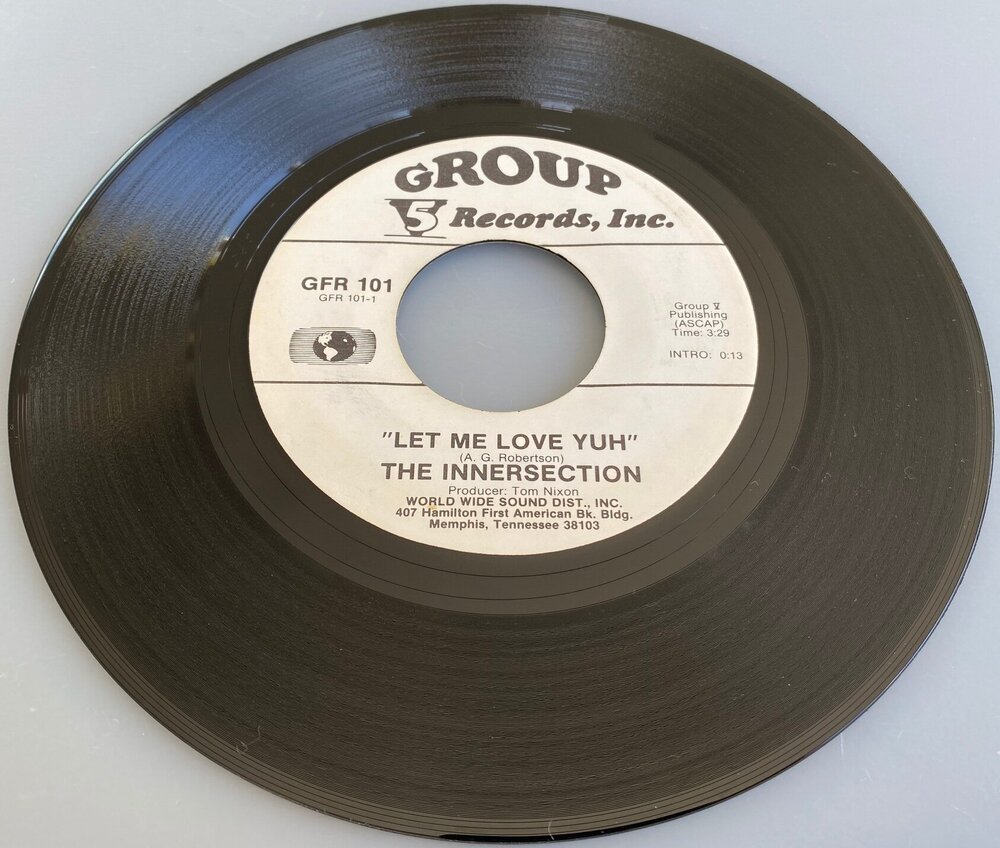 GROUP
5 Records, Inc.
GFR 101
GFR 101-1
Group V
Publishing
(ASCAP)
Time: 3:29
INTRO: 0:13
"LET ME LOVE YUH"
(A. G. Robertson)
THE INNERSECTION
Producer: Tom Nixon
WORLD WIDE SOUND DIST., INC.
407 Hamilton First American Bk. Bldg.
Memphis, Tennessee 38103